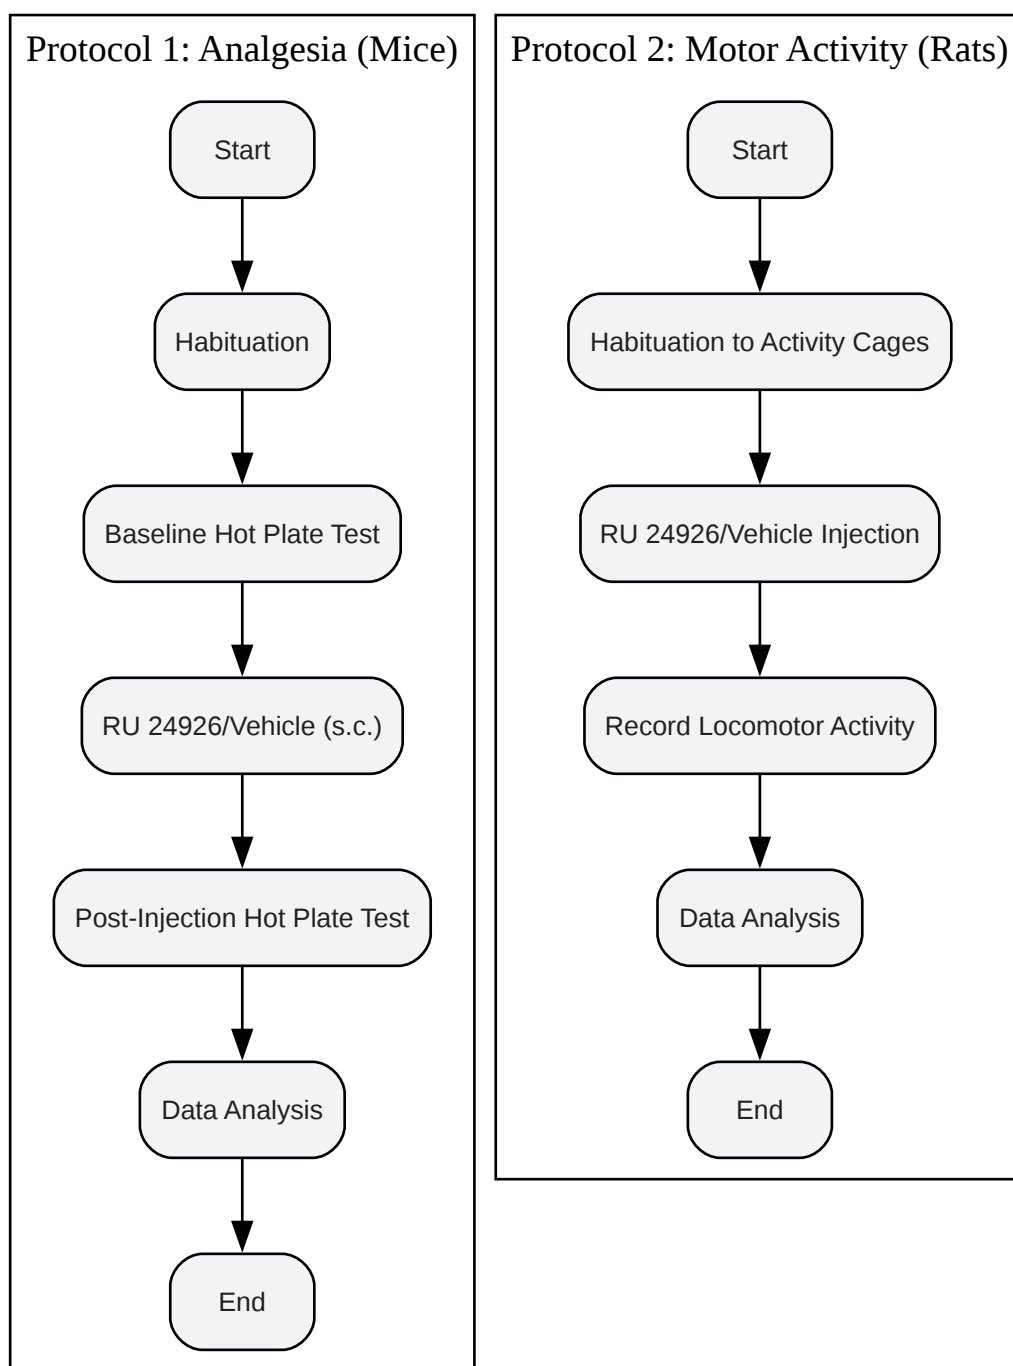 Protocol 1: Analgesia (Mice)
Start
Habituation
Baseline Hot Plate Test
RU 24926/Vehicle (s.c.)
Post-Injection Hot Plate Test
Data Analysis
End
Protocol 2: Motor Activity (Rats)
Start
Habituation to Activity Cages
RU 24926/Vehicle Injection
Record Locomotor Activity
Data Analysis
End